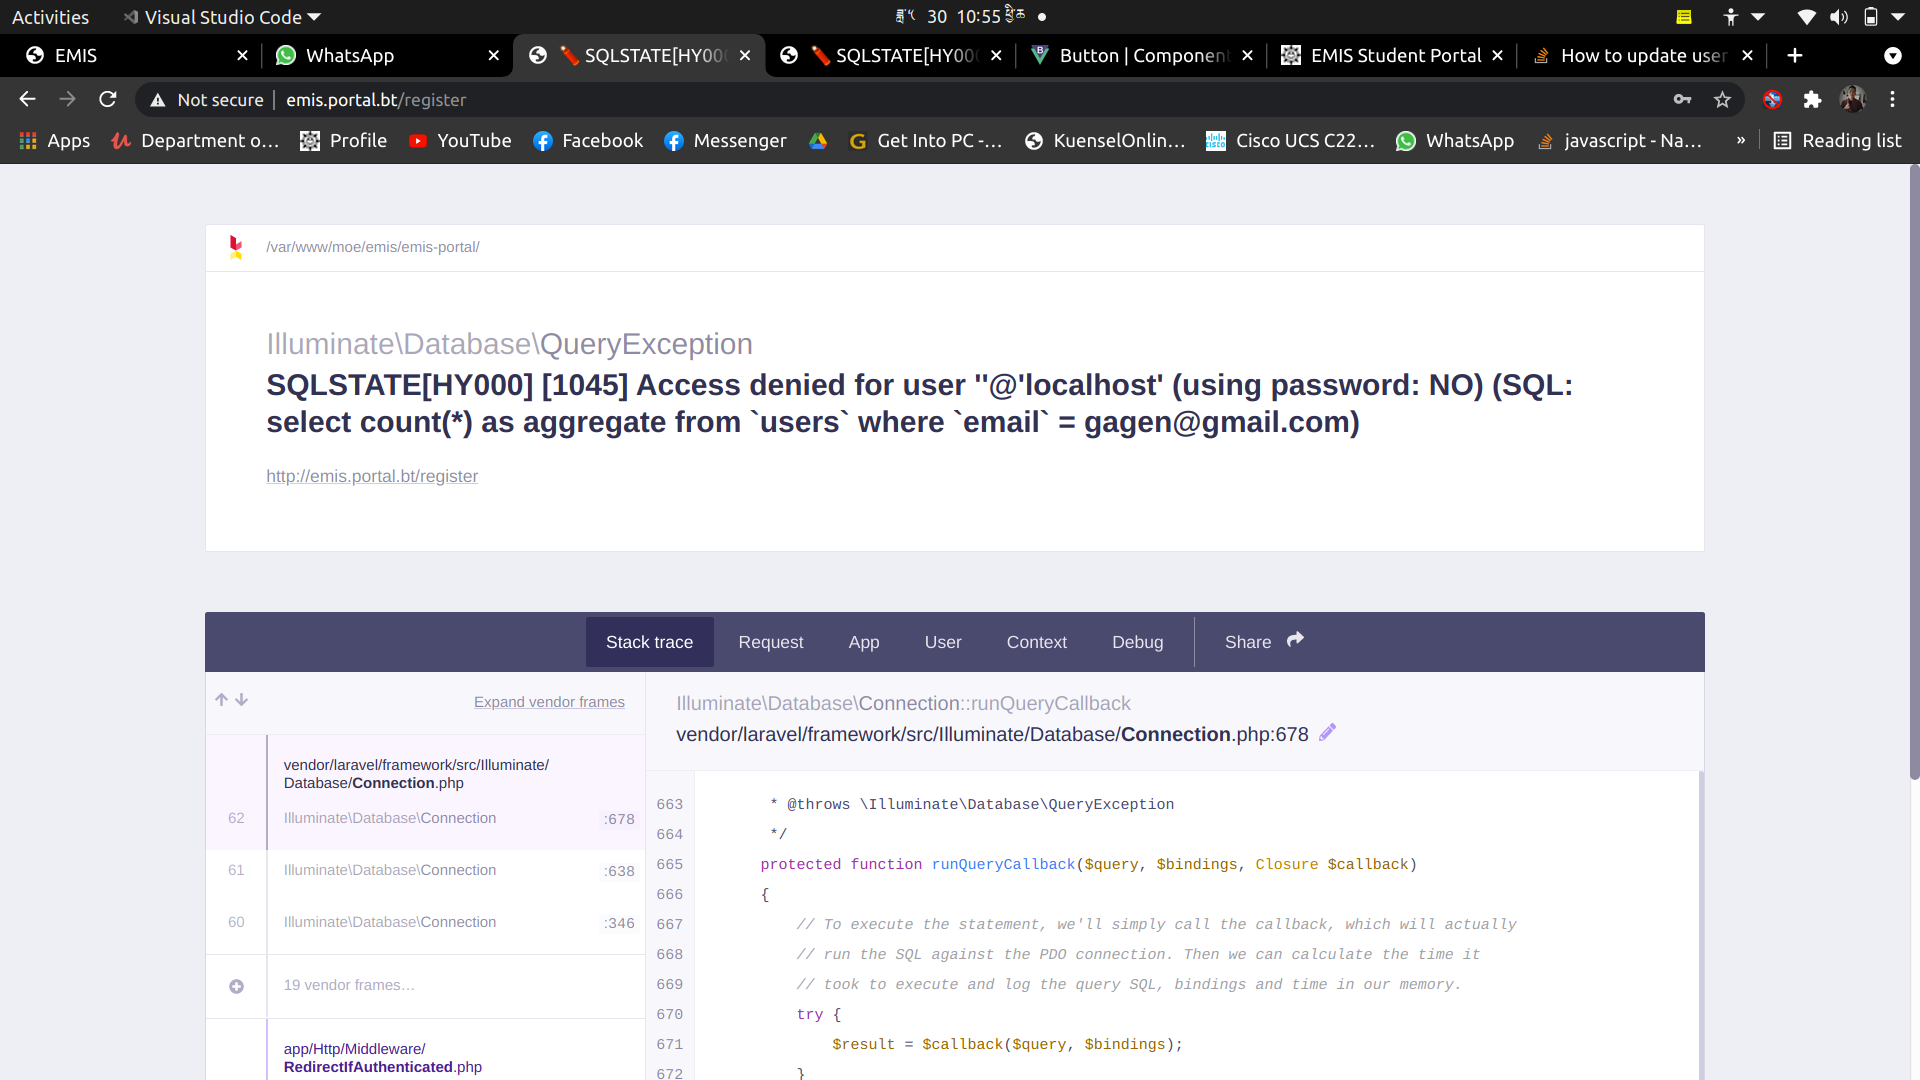 Activities
Visual Studio Code
30 10:55
EMIS
WhatsApp
SQLSTATE[HY000
SQLSTATE[HY000
Button | Component
EMIS Student Portal
How to update user
Not secure
emis.portal.bt/register
Apps
Department o...
Profile
YouTube
Facebook
Messenger
Get Into PC -...
KuenselOnlin...
Cisco UCS C22...
WhatsApp
javascript - Na...
»
Reading list
/var/www/moe/emis/emis-portal/
Illuminate\Database\QueryException
SQLSTATE[HY000] [1045] Access denied for user ''@'localhost' (using password: NO) (SQL:
select count(*) as aggregate from `users` where `email` = gagen@gmail.com)
http://emis.portal.bt/register
Stack trace
Request
App
User
Context
Debug
Share
Expand vendor frames
vendor/laravel/framework/src/Illuminate/
Database/Connection.php
62 Illuminate\Database\Connection :678
61 Illuminate\Database\Connection :638
60 Illuminate\Database\Connection :346
19 vendor frames…
app/Http/Middleware/
RedirectIfAuthenticated.php
Illuminate\Database\Connection::runQueryCallback
vendor/laravel/framework/src/Illuminate/Database/Connection.php:678
663 * @throws \Illuminate\Database\QueryException
664 */
665 protected function runQueryCallback($query, $bindings, Closure $callback)
666 {
667 // To execute the statement, we'll simply call the callback, which will actually
668 // run the SQL against the PDO connection. Then we can calculate the time it
669 // took to execute and log the query SQL, bindings and time in our memory.
670 try {
671 $result = $callback($query, $bindings);
672 }